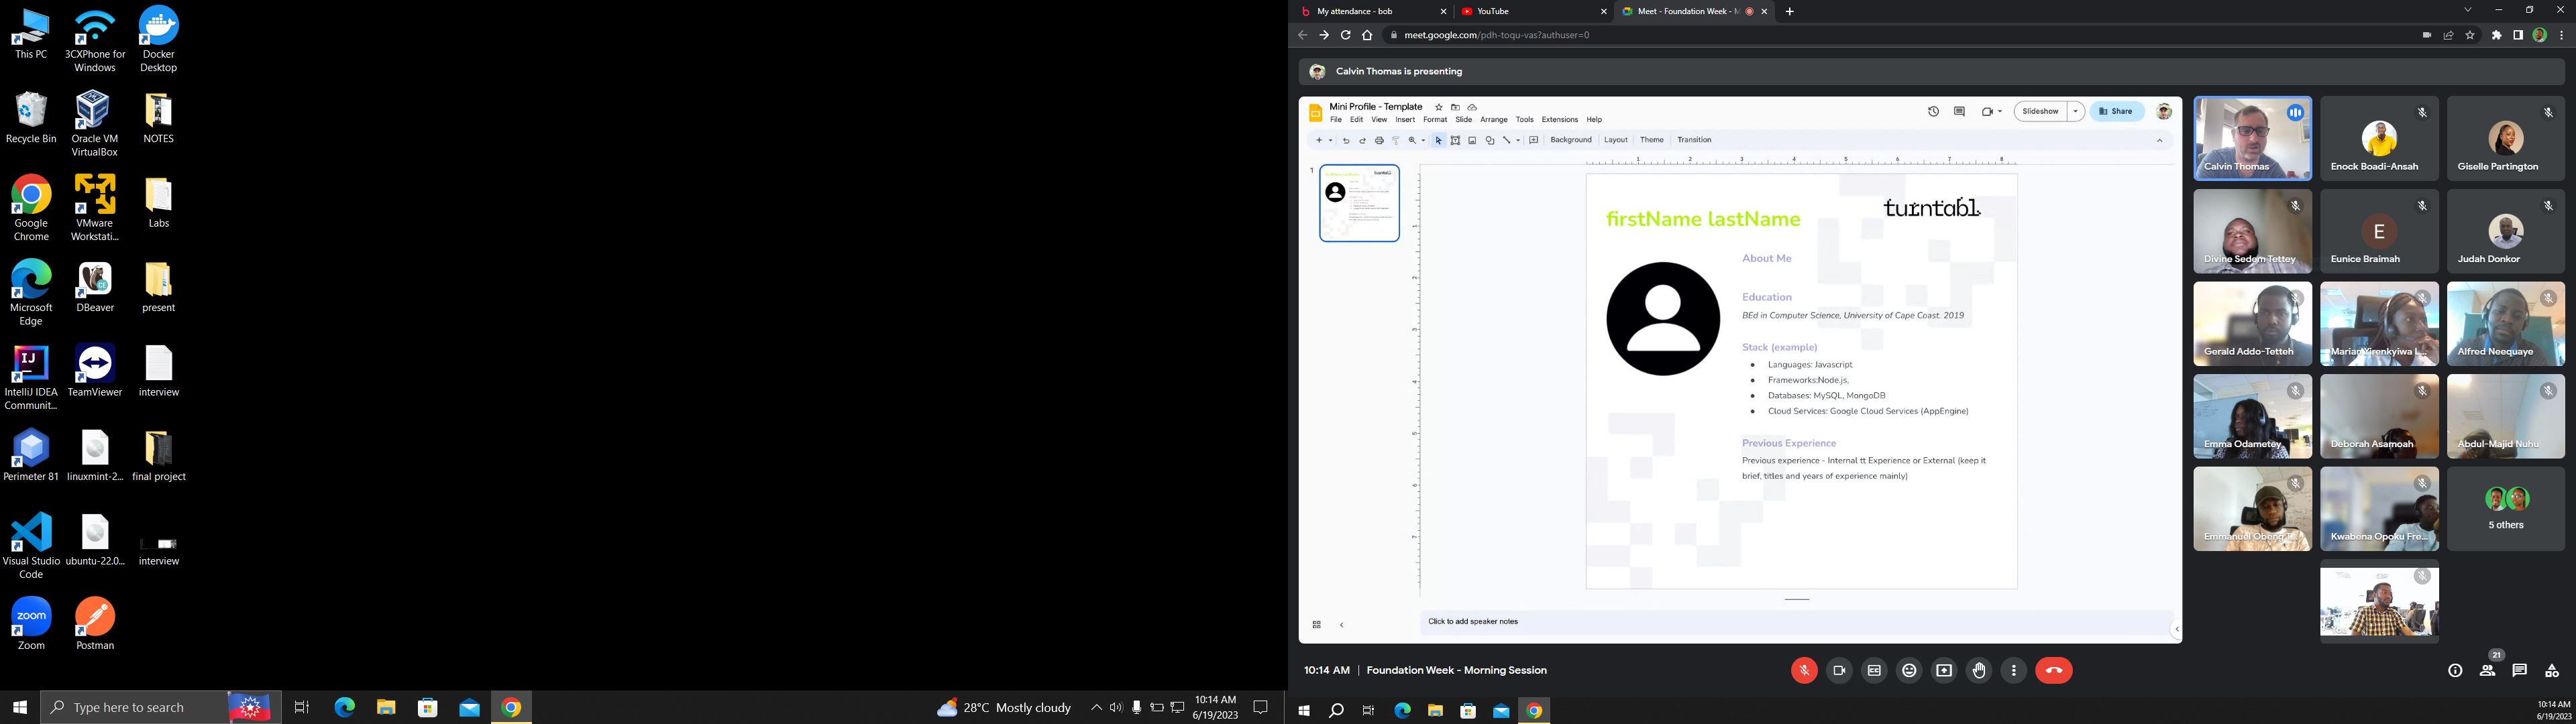 This PC
3CXPhone for Windows
Docker Desktop
Recycle Bin
Oracle VM VirtualBox
NOTES
Google Chrome
VMware Workstati...
Labs
Microsoft Edge
DBeaver
present
IntelliJ IDEA Communit...
TeamViewer
interview
Perimeter 81
linuxmint-2...
final project
Visual Studio Code
ubuntu-22.0...
interview
Zoom
Postman
Type here to search
28°C Mostly cloudy
10:14 AM
6/19/2023
My attendance - bob
YouTube
Meet - Foundation Week - M
meet.google.com/pdh-toqu-vas?authuser=0
Calvin Thomas is presenting
Mini Profile - Template
File Edit View Insert Format Slide Arrange Tools Extensions Help
Slideshow
Share
Background Layout Theme Transition
1
firstName lastName
turntabl
About Me
Education
BEd in Computer Science, University of Cape Coast. 2019
Stack (example)
● Languages: Javascript
● Frameworks:Node.js,
● Databases: MySQL, MongoDB
● Cloud Services: Google Cloud Services (AppEngine)
Previous Experience
Previous experience - Internal tt Experience or External (keep it
brief, titles and years of experience mainly)
Click to add speaker notes
Calvin Thomas
Enock Boadi-Ansah
Giselle Partington
Divine Sedem Tettey
E
Eunice Braimah
Judah Donkor
Gerald Addo-Tetteh
Marian Yirenkyiwa L...
Alfred Neequaye
Emma Odametey
Deborah Asamoah
Abdul-Majid Nuhu
Emmanuel Obeng
Kwabena Opoku Fre...
5 others
10:14 AM | Foundation Week - Morning Session
21
10:14 AM
6/19/2023